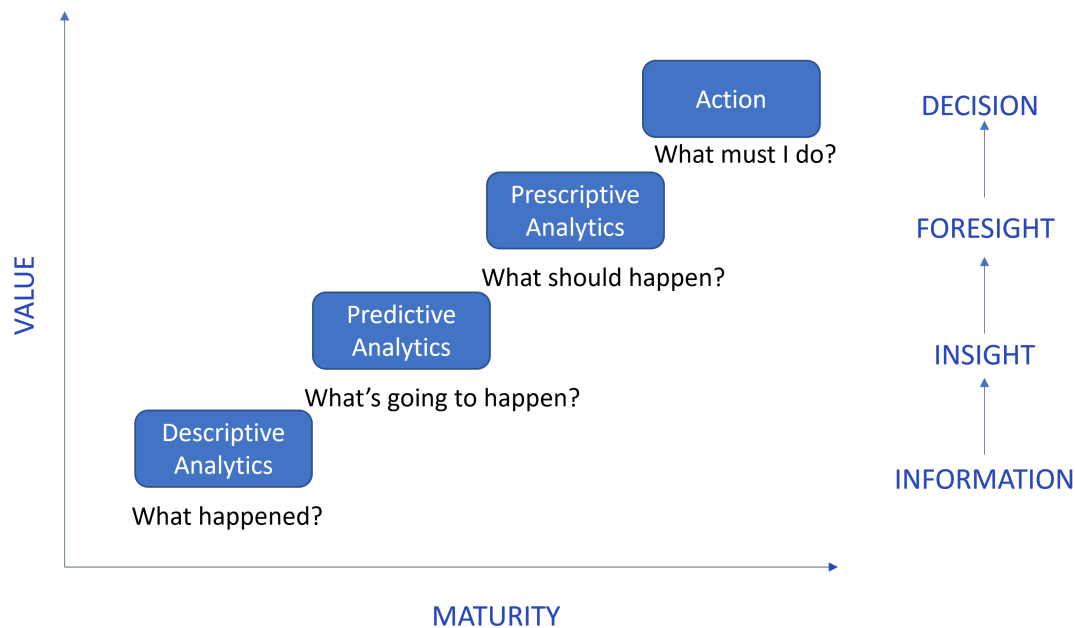 Action
DECISION
What must I do?
Prescriptive
Analytics
FORESIGHT
What should happen?
VALUE
Predictive
Analytics
INSIGHT
What’s going to happen?
Descriptive
Analytics
INFORMATION
What happened?
MATURITY